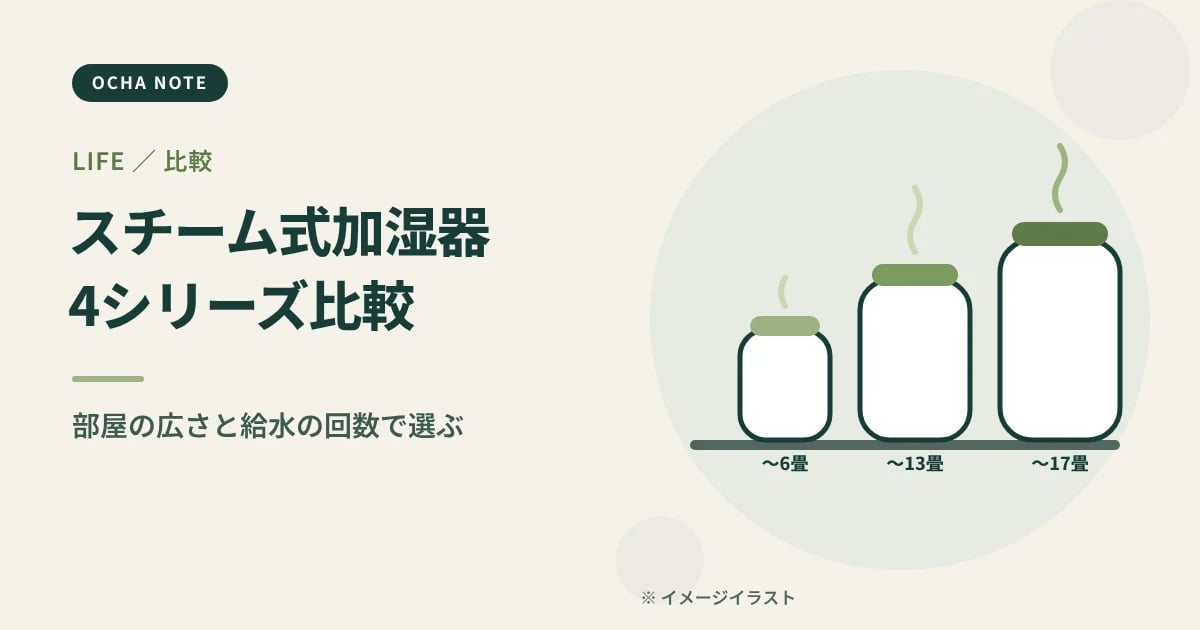 OCHA NOTE
LIFE ／ 比較
スチーム式加湿器
4シリーズ比較
部屋の広さと給水の回数で選ぶ
〜6畳
〜13畳
〜17畳
※ イメージイラスト